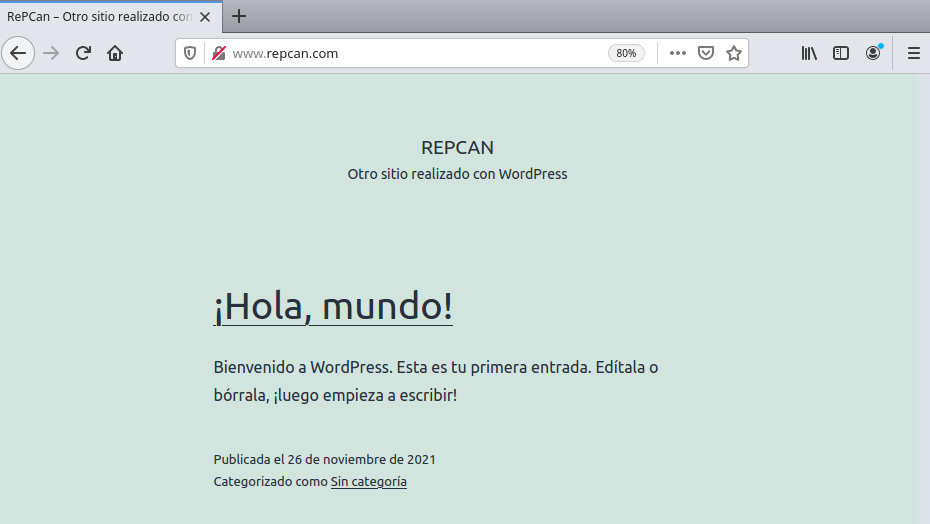 RePCan – Otro sitio realizado con
www.repcan.com
80%
REPCAN
Otro sitio realizado con WordPress
¡Hola, mundo!
Bienvenido a WordPress. Esta es tu primera entrada. Edítala o
bórrala, ¡luego empieza a escribir!
Publicada el 26 de noviembre de 2021
Categorizado como Sin categoría